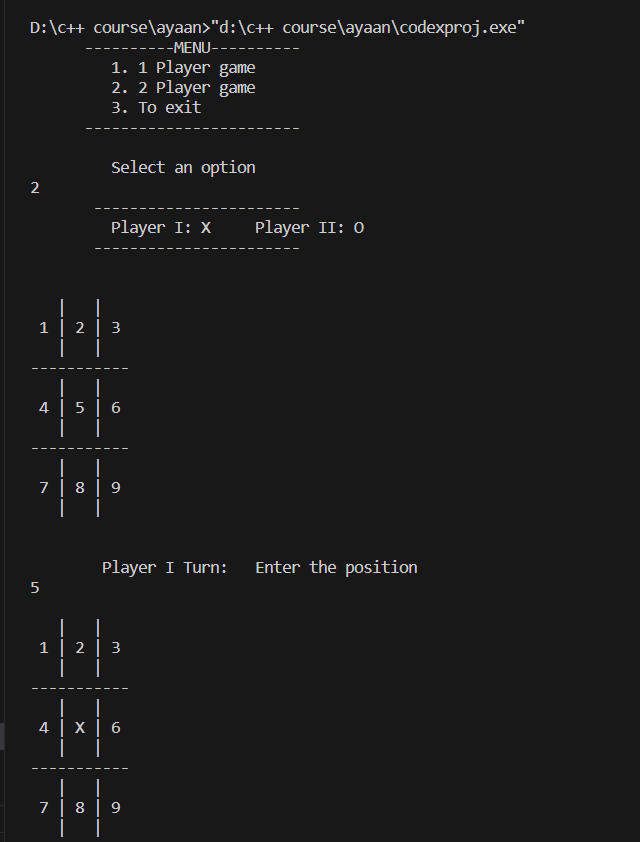 D:\c++ course\ayaan>"d:\c++ course\ayaan\codexproj.exe"
----------MENU----------
1. 1 Player game
2. 2 Player game
3. To exit
------------------------
Select an option
2
-----------------------
Player I: X     Player II: O
-----------------------
   |   |
 1 | 2 | 3
   |   |
-----------
   |   |
 4 | 5 | 6
   |   |
-----------
   |   |
 7 | 8 | 9
   |   |
Player I Turn:   Enter the position
5
   |   |
 1 | 2 | 3
   |   |
-----------
   |   |
 4 | X | 6
   |   |
-----------
   |   |
 7 | 8 | 9
   |   |